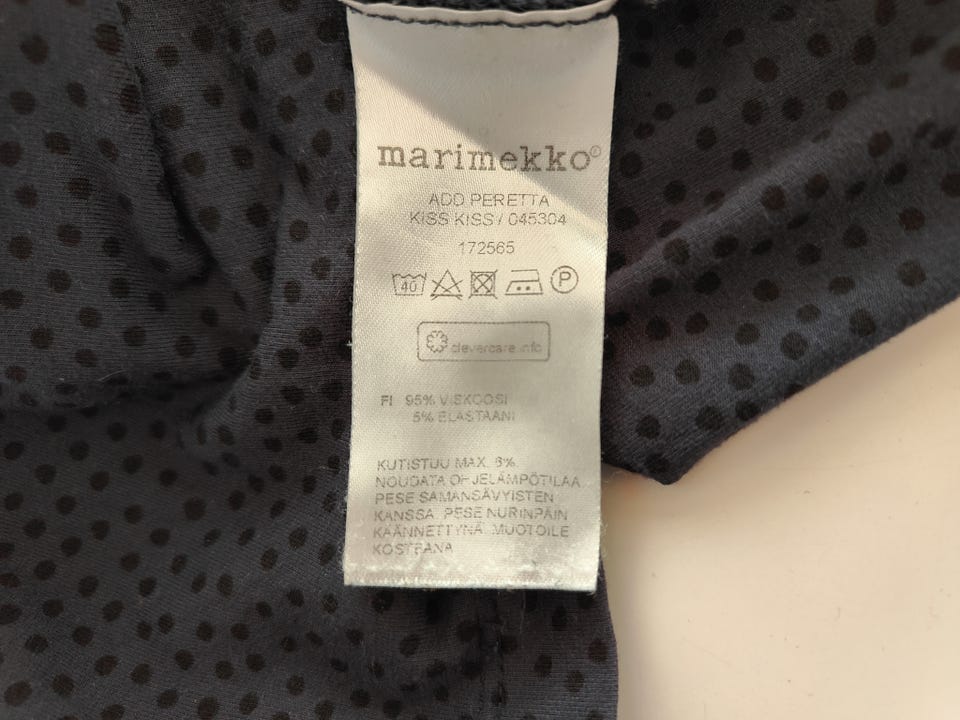 marimekko®
ADD PERETTA
KISS KISS / 045304
172565
40
P
clevercare.info
FI 95% VISKOOSI
5% ELASTAANI
KUTISTUU MAX. 6%
NOUDATA OHJELÄMPÖTILAA
PESE SAMANSÄVYISTEN
KANSSA. PESE NURINPÄIN
KÄÄNNETTYNÄ. MUOTOILE
KOSTEANA